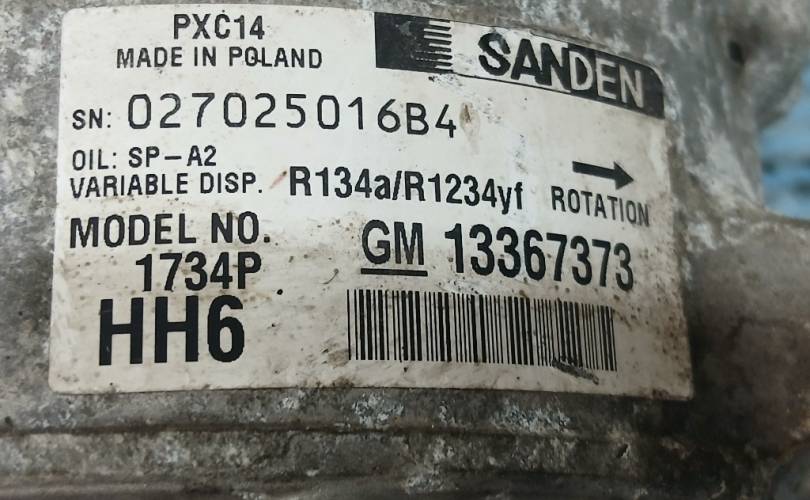 PXC14
MADE IN POLAND
SANDEN
SN: 027025016B4
OIL: SP-A2
VARIABLE DISP. R134a/R1234yf
ROTATION
MODEL NO.
1734P
GM 13367373
HH6